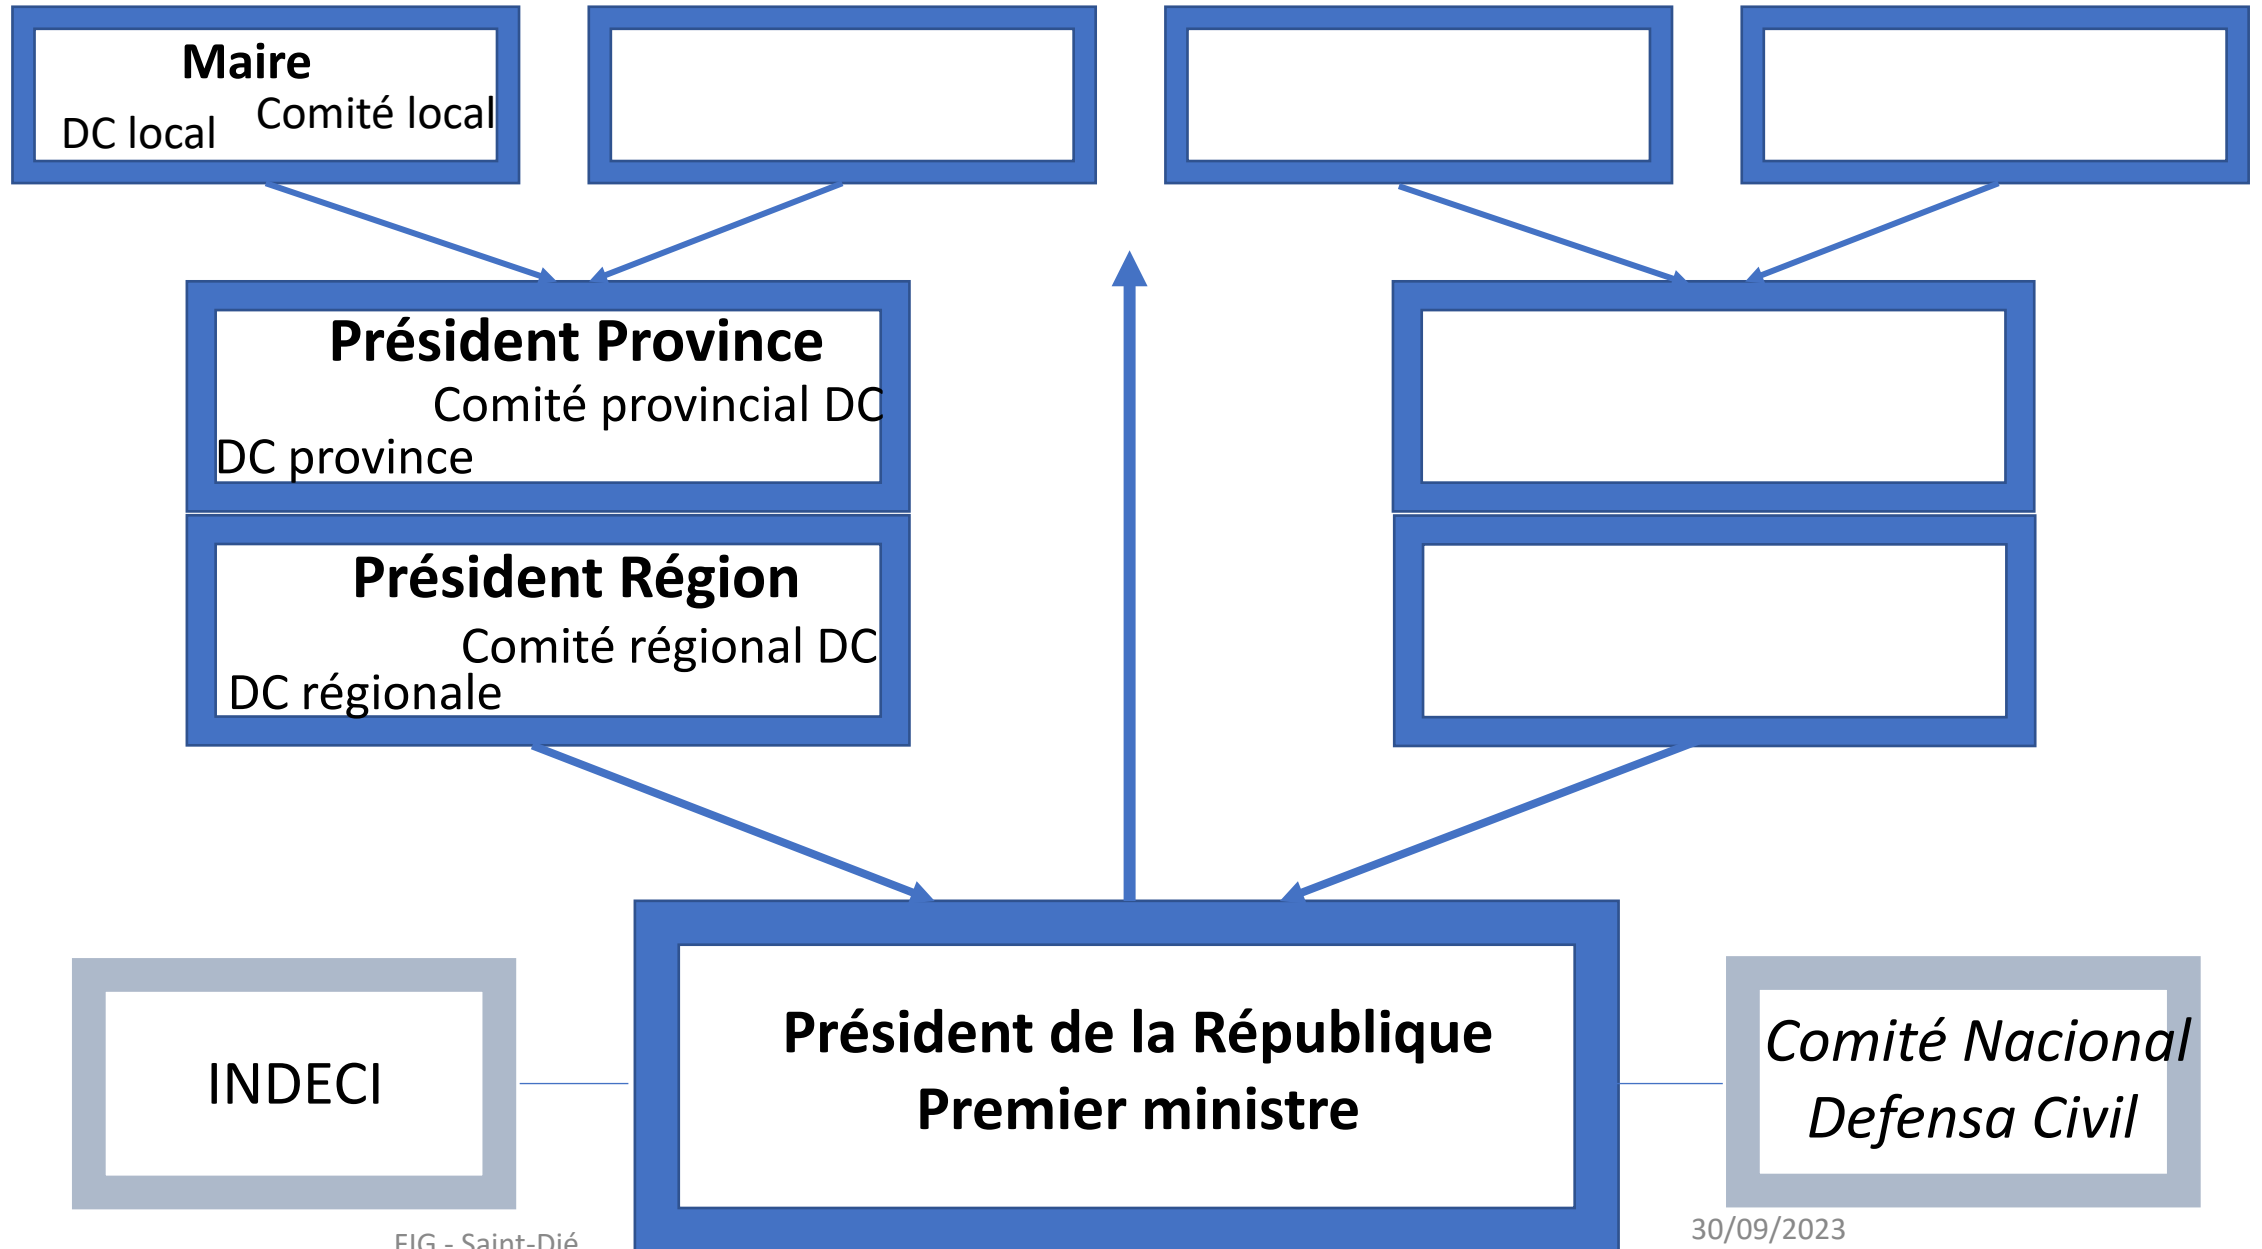 Maire
Comité local
DC local
Président Province
Comité provincial DC
DC province
Président Région
Comité régional DC
DC régionale
Président de la République
Premier ministre
INDECI
Comité Nacional
Defensa Civil
FIG - Saint-Dié
30/09/2023